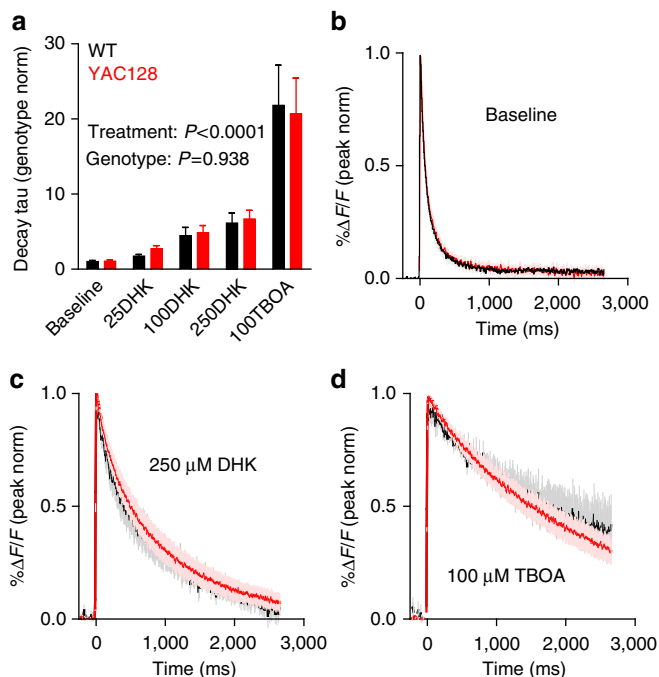 a
Decay tau (genotype norm)
30
20
10
0
WT
YAC128
Treatment: P<0.0001
Genotype: P=0.938
Baseline
25DHK
100DHK
250DHK
100TBOA
b
%ΔF/F (peak norm)
1.0
0.5
0.0
Baseline
0
1,000
2,000
3,000
Time (ms)
c
%ΔF/F (peak norm)
1.0
0.5
0.0
250 μM DHK
0
1,000
2,000
3,000
Time (ms)
d
%ΔF/F (peak norm)
1.0
0.5
0.0
100 μM TBOA
0
1,000
2,000
3,000
Time (ms)